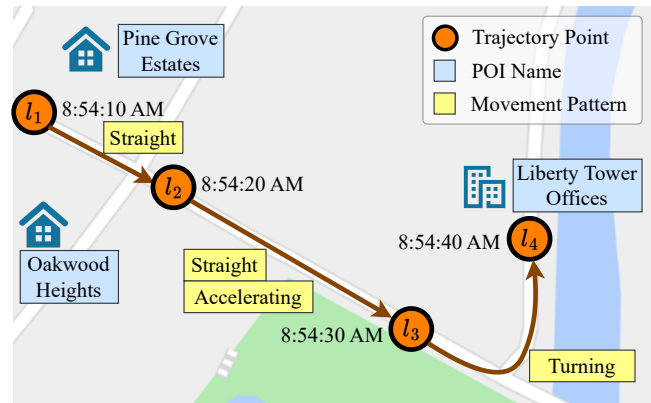 Pine Grove
Estates
Trajectory Point
POI Name
Movement Pattern
l1
8:54:10 AM
Straight
l2
8:54:20 AM
Liberty Tower
Offices
8:54:40 AM
l4
Oakwood
Heights
Straight
Accelerating
8:54:30 AM
l3
Turning